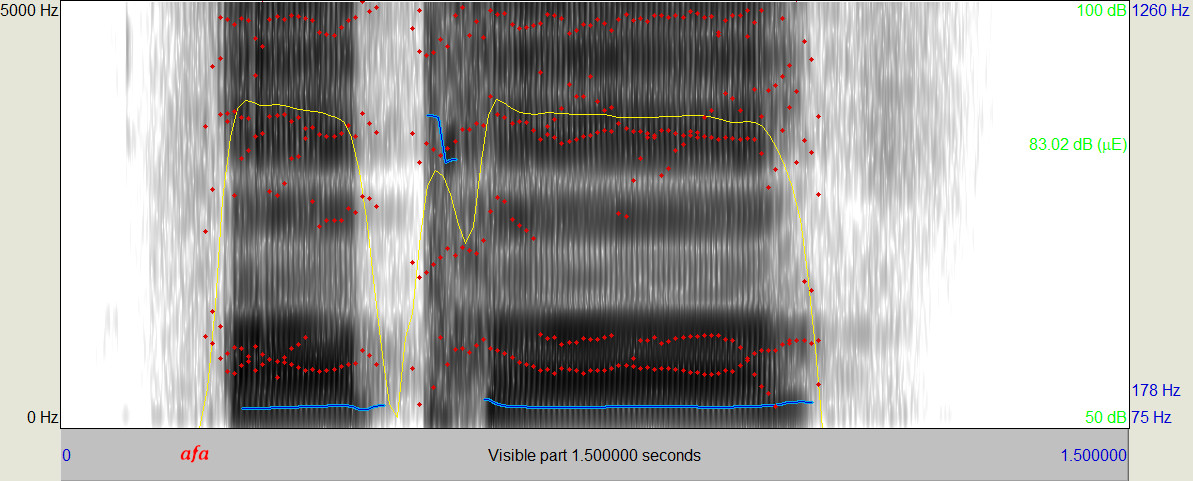 5000 Hz
100 dB
1260 Hz
83.02 dB (µE)
178 Hz
0 Hz
50 dB
75 Hz
0
afa
Visible part 1.500000 seconds
1.500000